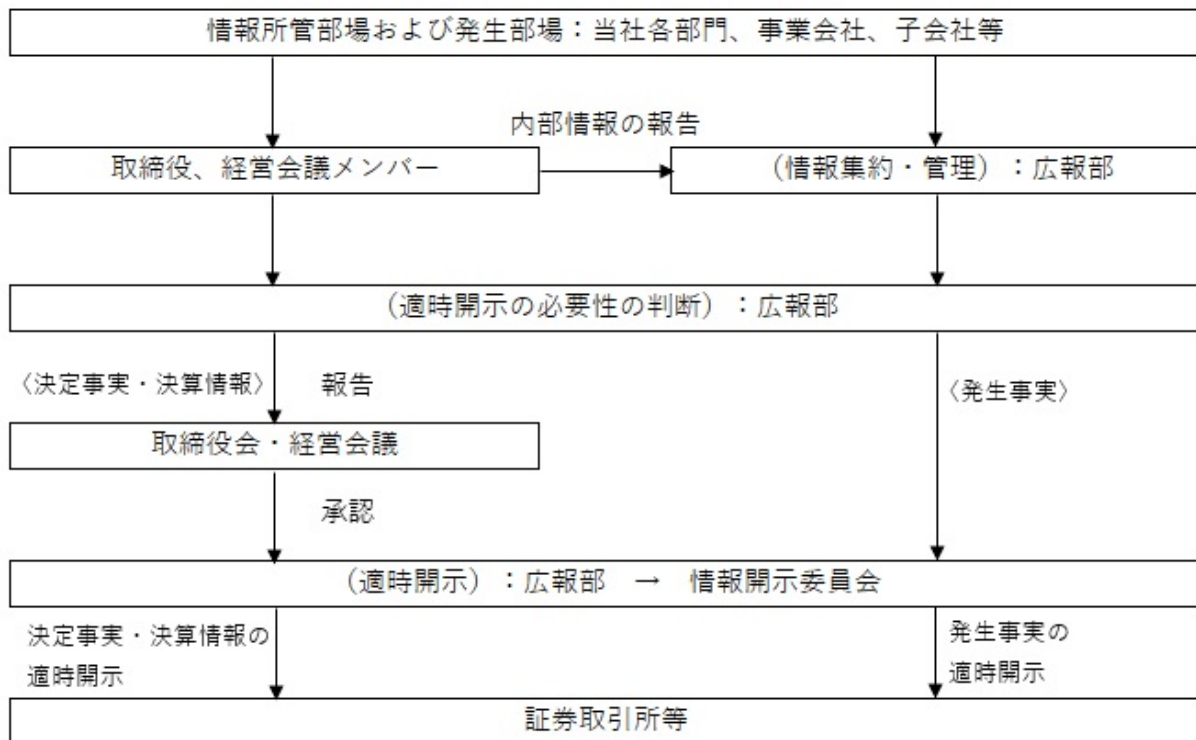 情報所管部場および発生部場：当社各部門、事業会社、子会社等
内部情報の報告
取締役、経営会議メンバー
（情報集約・管理）：広報部
（適時開示の必要性の判断）：広報部
〈決定事実・決算情報〉
報告
〈発生事実〉
取締役会・経営会議
承認
（適時開示）：広報部　→　情報開示委員会
決定事実・決算情報の
適時開示
発生事実の
適時開示
証券取引所等